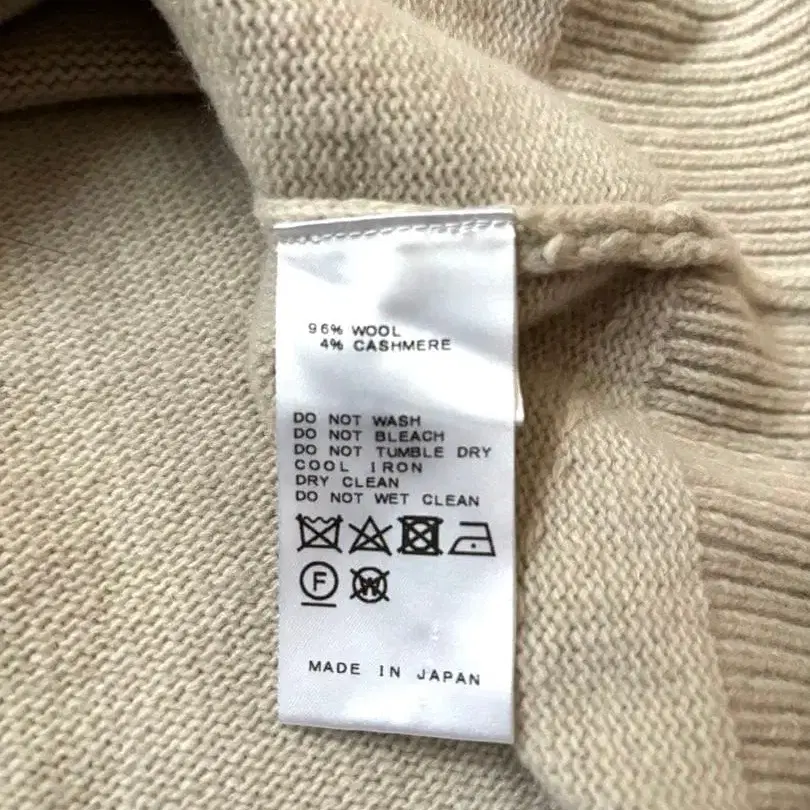 96% WOOL
4% CASHMERE
DO NOT WASH
DO NOT BLEACH
DO NOT TUMBLE DRY
COOL IRON
DRY CLEAN
DO NOT WET CLEAN
F W
MADE IN JAPAN